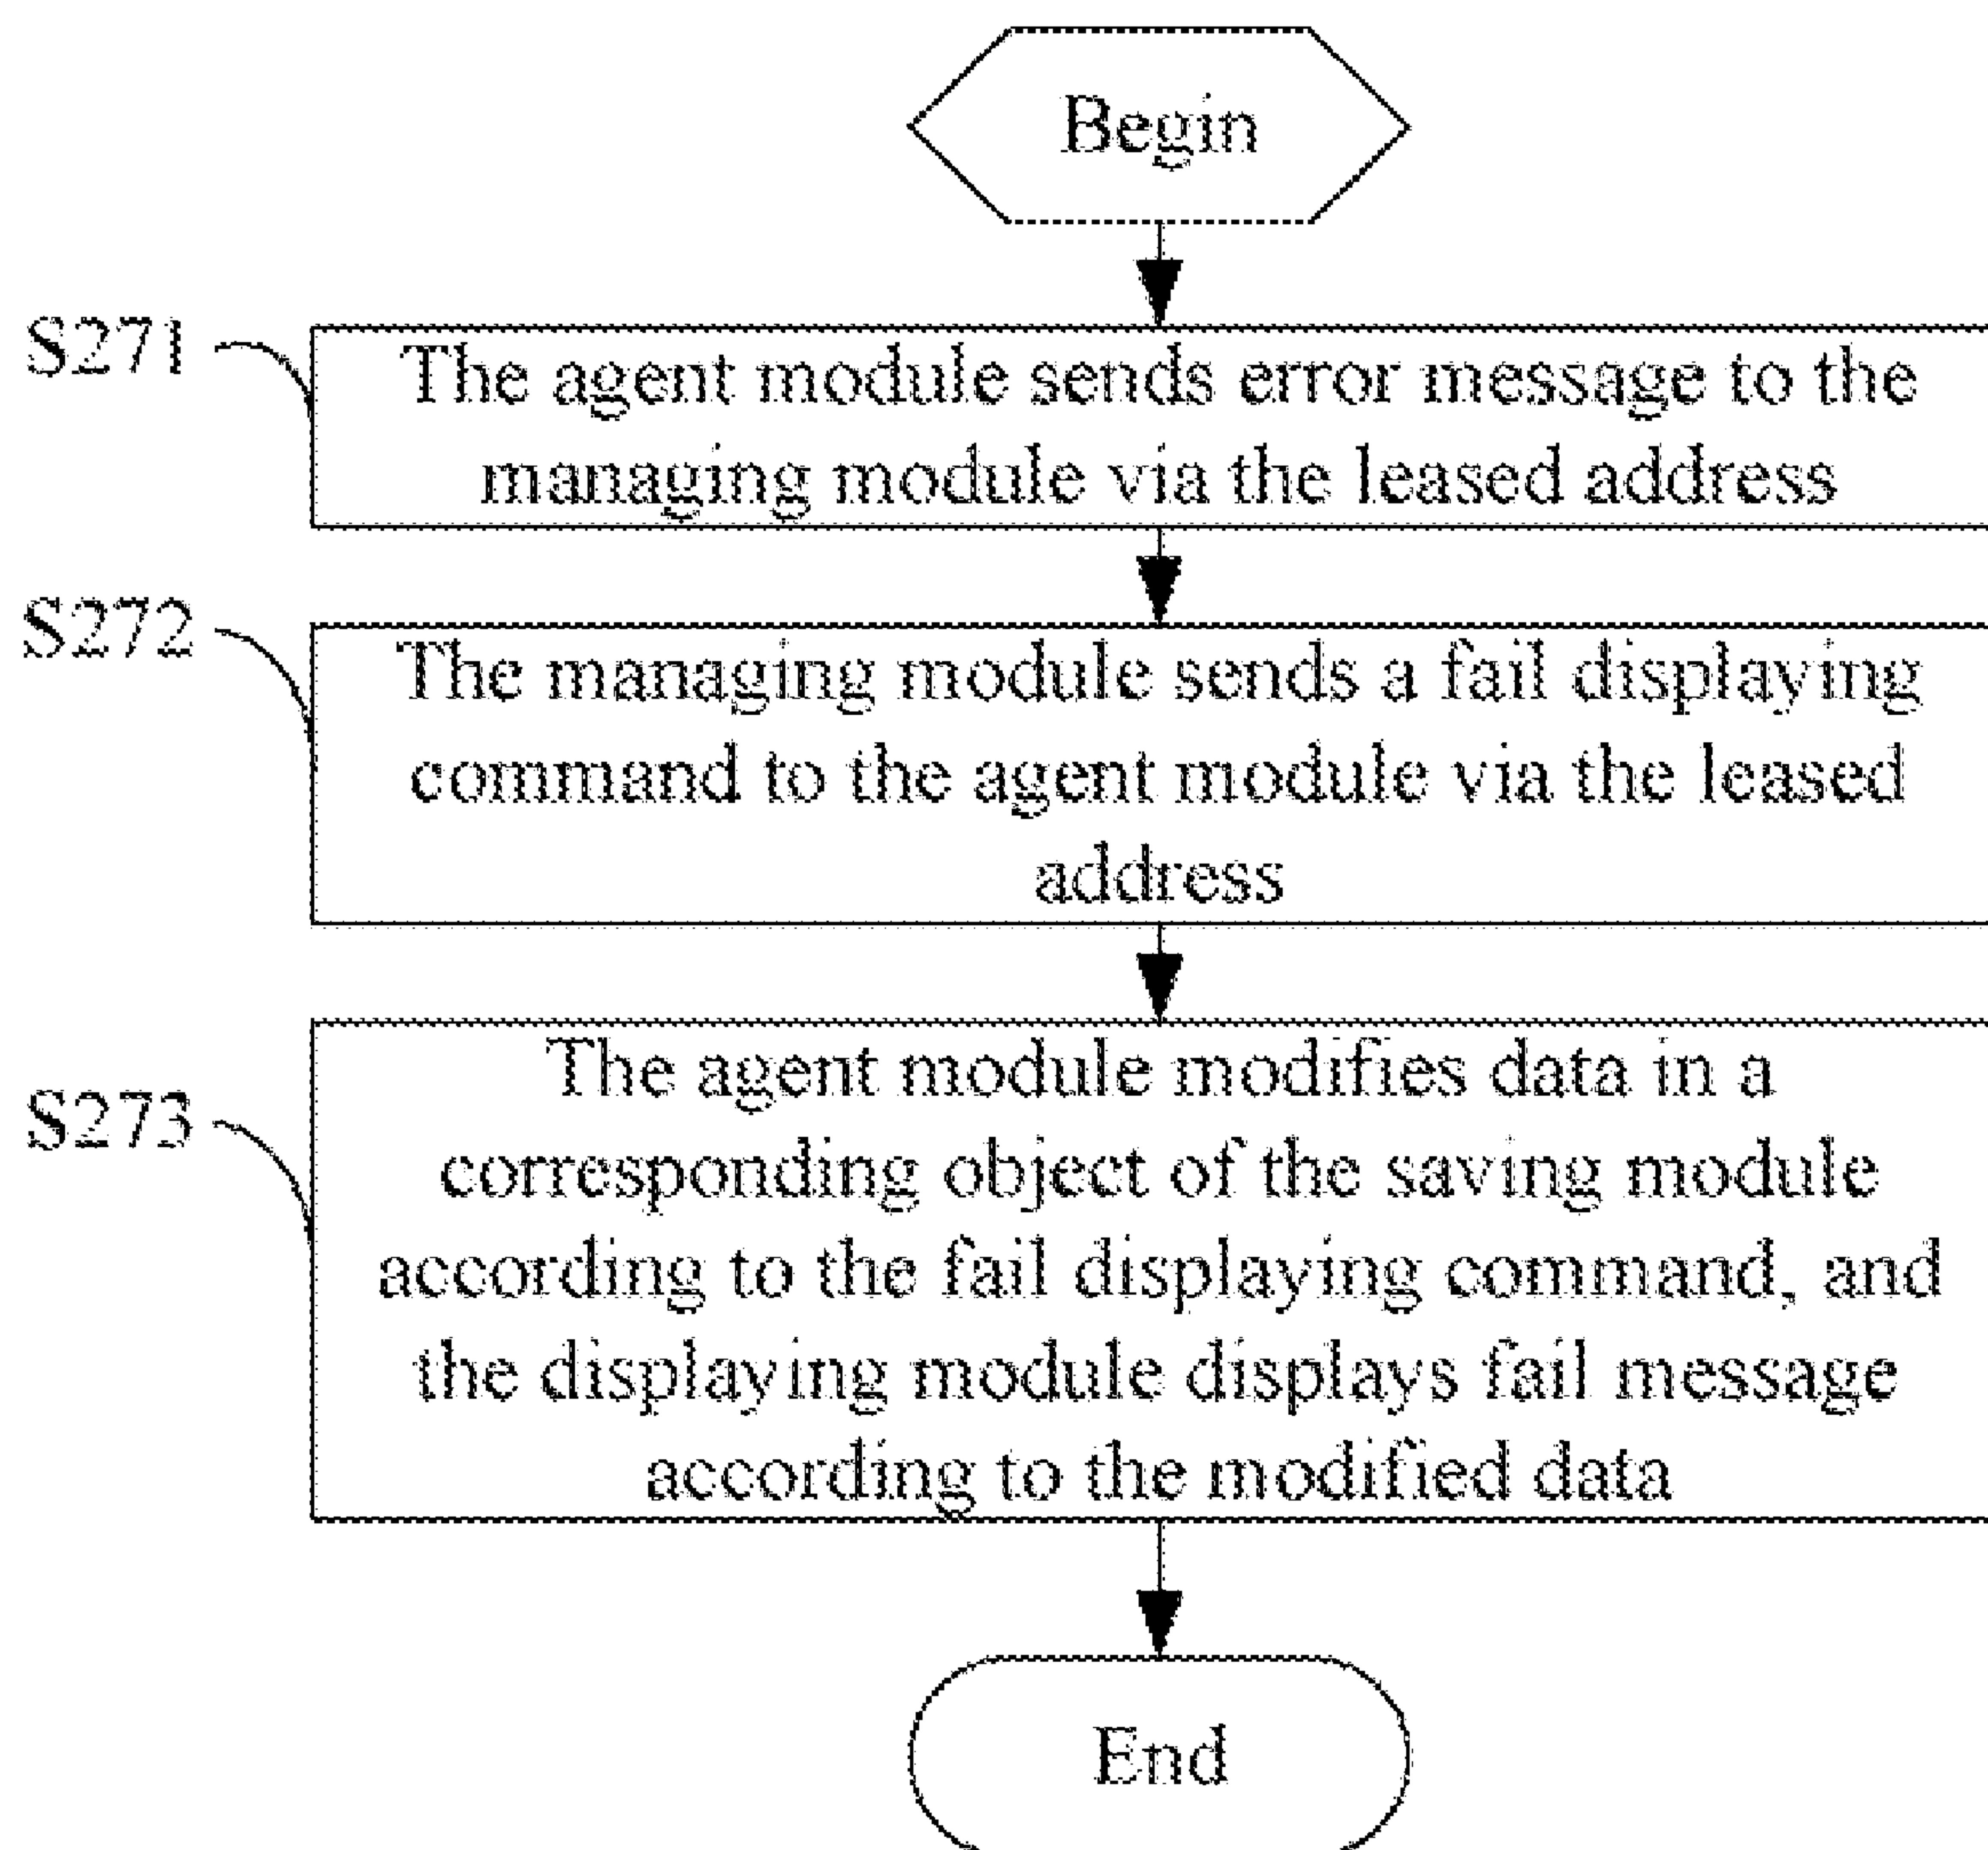 Begin
S271
The agent module sends error message to the
managing module via the leased address
S272
The managing module sends a fail displaying
command to the agent module via the leased
address
S273
The agent module modifies data in a
corresponding object of the saving module
according to the fail displaying command, and
the displaying module displays fail message
according to the modified data
End